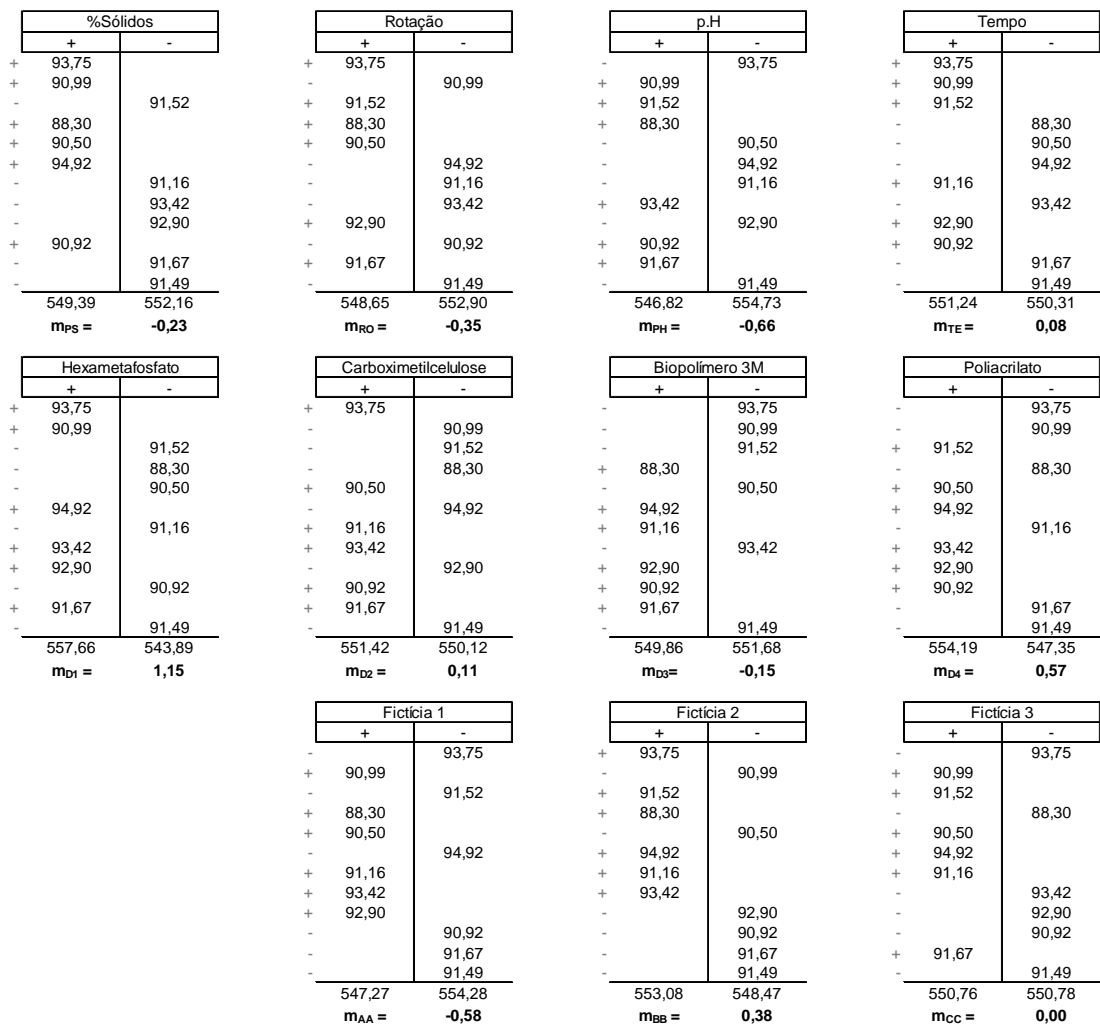 %Sólidos Rotação p.H Tempo
+ - + - + - + -
+ 93,75 + 93,75 - 93,75 + 93,75
+ 90,99 - 90,99 + 90,99 + 90,99
- 91,52 + 91,52 + 91,52 + 91,52
+ 88,30 + 88,30 + 88,30 - 88,30
+ 90,50 + 90,50 - 90,50 - 90,50
+ 94,92 - 94,92 - 94,92 - 94,92
- 91,16 - 91,16 - 91,16 + 91,16
- 93,42 - 93,42 + 93,42 - 93,42
- 92,90 + 92,90 - 92,90 + 92,90
+ 90,92 - 90,92 + 90,92 + 90,92
- 91,67 + 91,67 + 91,67 - 91,67
- 91,49 - 91,49 - 91,49 - 91,49
549,39 552,16 548,65 552,90 546,82 554,73 551,24 550,31
mPS = -0,23 mRO = -0,35 mPH = -0,66 mTE = 0,08
Hexametafosfato Carboximetilcelulose Biopolímero 3M Poliacrilato
+ - + - + - + -
+ 93,75 + 93,75 - 93,75 - 93,75
+ 90,99 - 90,99 - 90,99 - 90,99
- 91,52 - 91,52 - 91,52 + 91,52
- 88,30 - 88,30 + 88,30 - 88,30
- 90,50 + 90,50 - 90,50 + 90,50
+ 94,92 - 94,92 + 94,92 + 94,92
- 91,16 + 91,16 + 91,16 - 91,16
+ 93,42 + 93,42 - 93,42 + 93,42
+ 92,90 - 92,90 + 92,90 + 92,90
- 90,92 + 90,92 + 90,92 + 90,92
+ 91,67 + 91,67 + 91,67 - 91,67
- 91,49 - 91,49 - 91,49 - 91,49
557,66 543,89 551,42 550,12 549,86 551,68 554,19 547,35
mD1 = 1,15 mD2 = 0,11 mD3= -0,15 mD4 = 0,57
Fictícia 1 Fictícia 2 Fictícia 3
+ - + - + -
- 93,75 + 93,75 - 93,75
+ 90,99 - 90,99 + 90,99
- 91,52 + 91,52 + 91,52
+ 88,30 + 88,30 - 88,30
+ 90,50 - 90,50 + 90,50
- 94,92 + 94,92 + 94,92
+ 91,16 + 91,16 + 91,16
+ 93,42 + 93,42 - 93,42
+ 92,90 - 92,90 - 92,90
- 90,92 - 90,92 - 90,92
- 91,67 - 91,67 + 91,67
- 91,49 - 91,49 - 91,49
547,27 554,28 553,08 548,47 550,76 550,78
mAA = -0,58 mBB = 0,38 mCC = 0,00